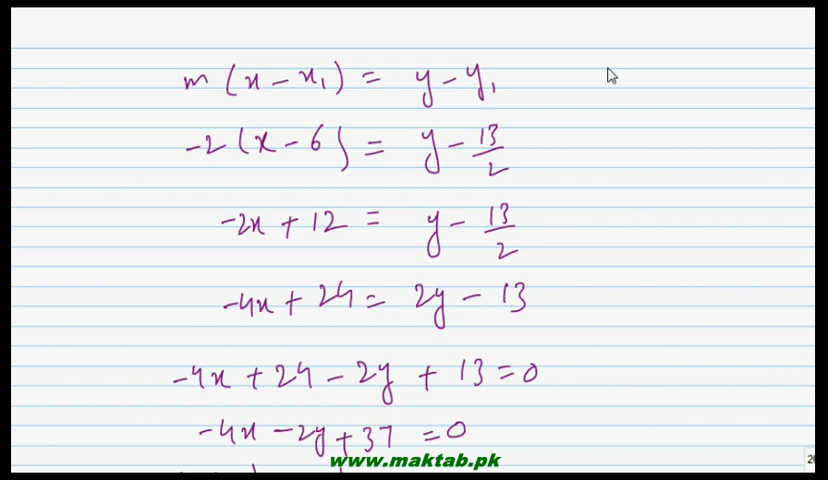 m (x - x₁) = y - y₁
-2 (x - 6) = y - 13/2
-2x + 12 = y - 13/2
-4x + 24 = 2y - 13
-4x + 24 - 2y + 13 = 0
-4x - 2y + 37 = 0
www.maktab.pk